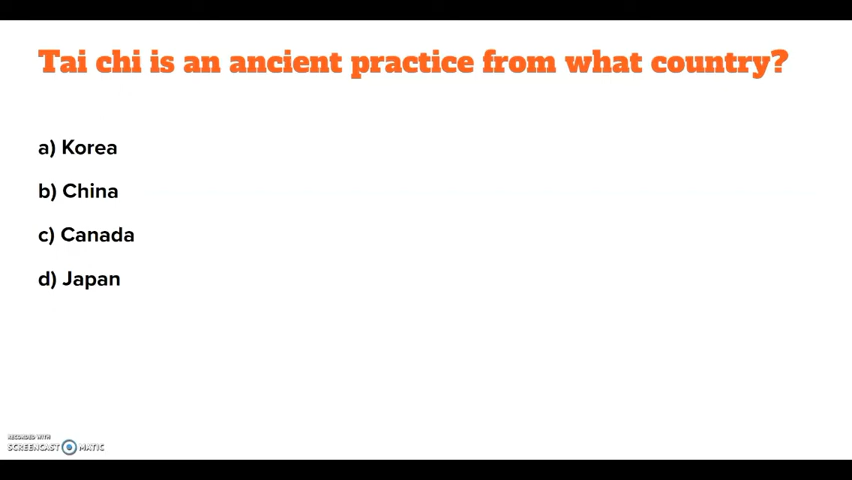 Tai chi is an ancient practice from what country?
a) Korea
b) China
c) Canada
d) Japan
RECORDED WITH
SCREENCAST MATIC